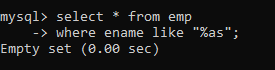 mysql> select * from emp
    -> where ename like "%as";
Empty set (0.00 sec)